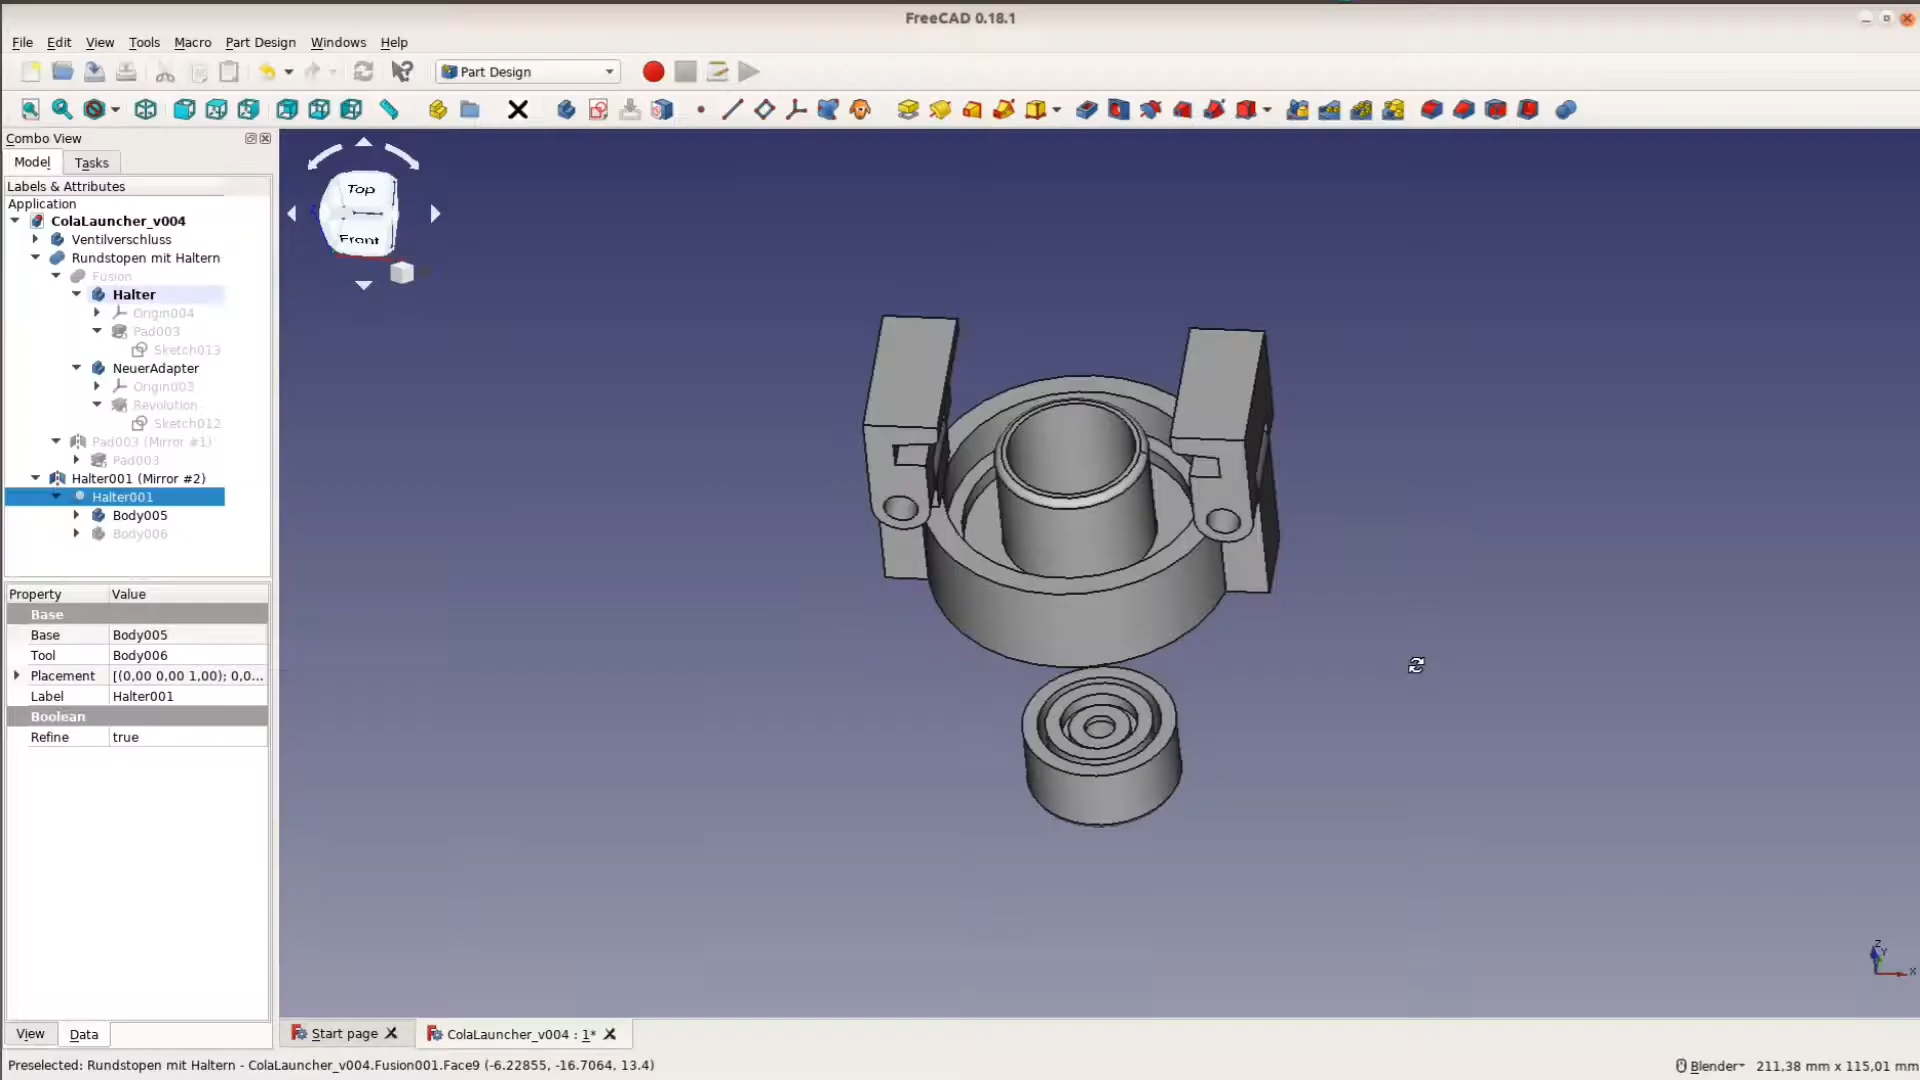 FreeCAD 0.18.1
File Edit View Tools Macro Part Design Windows Help
Part Design
Combo View
Model Tasks
Labels & Attributes
Application
ColaLauncher_v004
Ventilverschluss
Rundstopen mit Haltern
Fusion
Halter
Origin004
Pad003
Sketch013
NeuerAdapter
Origin003
Revolution
Sketch012
Pad003 (Mirror #1)
Pad003
Halter001 (Mirror #2)
Halter001
Body005
Body006
Property Value
Base
Base Body005
Tool Body006
Placement [(0,00 0,00 1,00); 0,0...
Label Halter001
Boolean
Refine true
View Data
Top
Front
Z
Y
X
Start page
ColaLauncher_v004 : 1*
Preselected: Rundstopen mit Haltern - ColaLauncher_v004.Fusion001.Face9 (-6.22855, -16.7064, 13.4)
Blender 211,38 mm x 115,01 mm